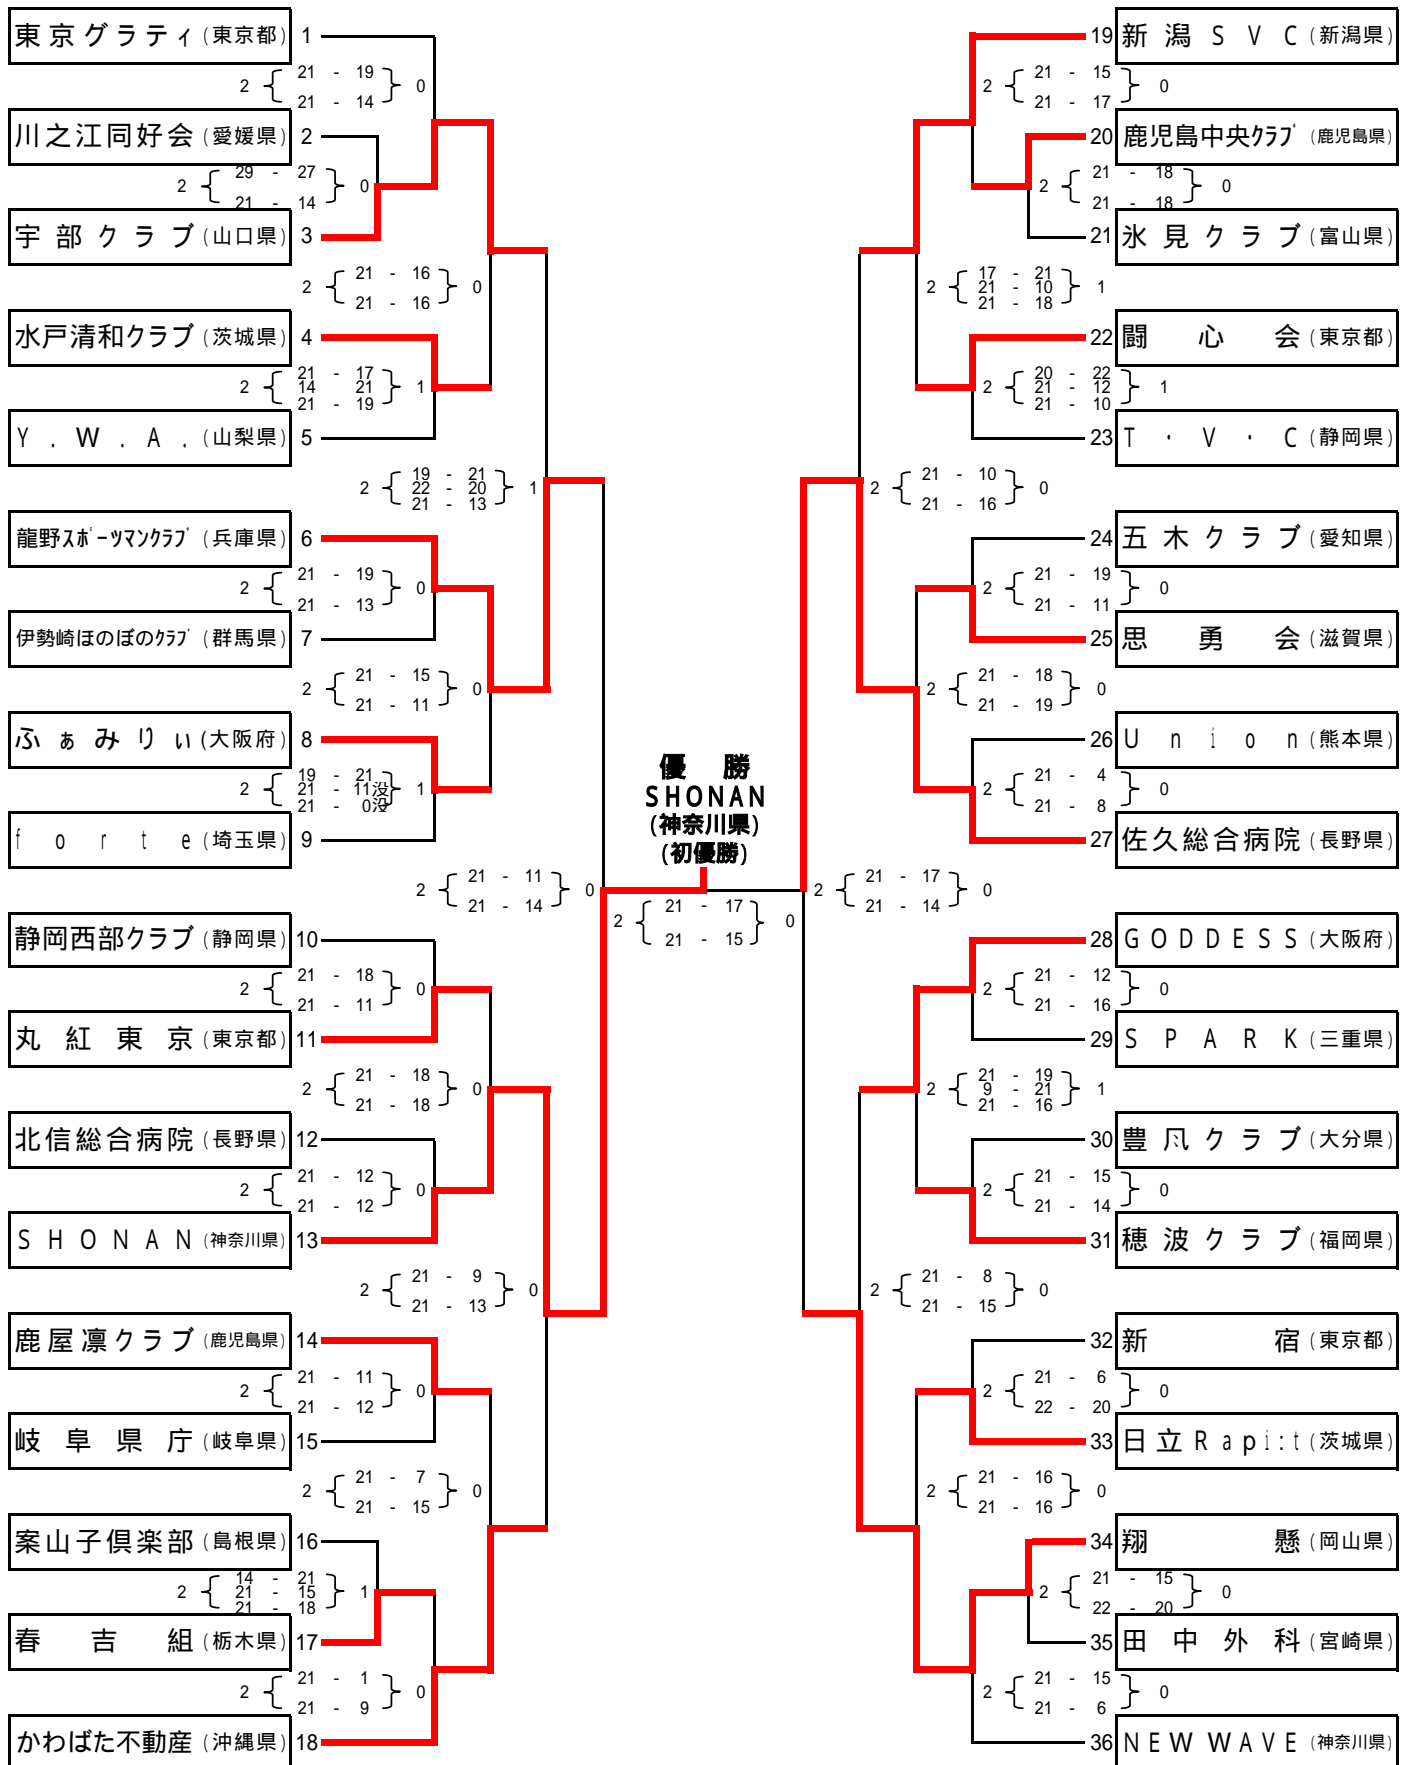 東京グラティ(東京都) 1
2 { 21 - 19 } 0
21 - 14
川之江同好会(愛媛県) 2
2 { 29 - 27 } 0
21 - 14
宇部クラブ(山口県) 3
2 { 21 - 16 } 0
21 - 16
水戸清和クラブ(茨城県) 4
21 - 17
2 { 14 - 21 } 1
21 - 19
Y.W.A.(山梨県) 5
19 - 21
2 { 22 - 20 } 1
21 - 13
龍野スポーツマンクラブ(兵庫県) 6
2 { 21 - 19 } 0
21 - 13
伊勢崎ほのぼのクラブ(群馬県) 7
2 { 21 - 15 } 0
21 - 11
ふぁみりぃ(大阪府) 8
19 - 21
2 { 21 - 11没 } 1
21 - 0没
forte(埼玉県) 9
2 { 21 - 11 } 0
21 - 14
静岡西部クラブ(静岡県) 10
2 { 21 - 18 } 0
21 - 11
丸紅東京(東京都) 11
2 { 21 - 18 } 0
21 - 18
北信総合病院(長野県) 12
2 { 21 - 12 } 0
21 - 12
SHONAN(神奈川県) 13
2 { 21 - 9 } 0
21 - 13
鹿屋凛クラブ(鹿児島県) 14
2 { 21 - 11 } 0
21 - 12
岐阜県庁(岐阜県) 15
2 { 21 - 7 } 0
21 - 15
案山子倶楽部(島根県) 16
14 - 21
2 { 21 - 15 } 1
21 - 18
春吉組(栃木県) 17
2 { 21 - 1 } 0
21 - 9
かわばた不動産(沖縄県) 18
優勝
SHONAN
(神奈川県)
(初優勝)
2 { 21 - 17 } 0
21 - 15
19 新潟SVC(新潟県)
2 { 21 - 15 } 0
21 - 17
20 鹿児島中央クラブ(鹿児島県)
2 { 21 - 18 } 0
21 - 18
21 氷見クラブ(富山県)
17 - 21
2 { 21 - 10 } 1
21 - 18
22 闘心会(東京都)
20 - 22
2 { 21 - 12 } 1
21 - 10
23 T・V・C(静岡県)
2 { 21 - 10 } 0
21 - 16
24 五木クラブ(愛知県)
2 { 21 - 19 } 0
21 - 11
25 思勇会(滋賀県)
2 { 21 - 18 } 0
21 - 19
26 Union(熊本県)
2 { 21 - 4 } 0
21 - 8
27 佐久総合病院(長野県)
2 { 21 - 17 } 0
21 - 14
28 GODDESS(大阪府)
2 { 21 - 12 } 0
21 - 16
29 SPARK(三重県)
21 - 19
2 { 9 - 21 } 1
21 - 16
30 豊凩クラブ(大分県)
2 { 21 - 15 } 0
21 - 14
31 穂波クラブ(福岡県)
2 { 21 - 8 } 0
21 - 15
32 新宿(東京都)
2 { 21 - 6 } 0
22 - 20
33 日立Rapi:t(茨城県)
2 { 21 - 16 } 0
21 - 16
34 翔懸(岡山県)
2 { 21 - 15 } 0
22 - 20
35 田中外科(宮崎県)
2 { 21 - 15 } 0
21 - 6
36 NEW WAVE(神奈川県)